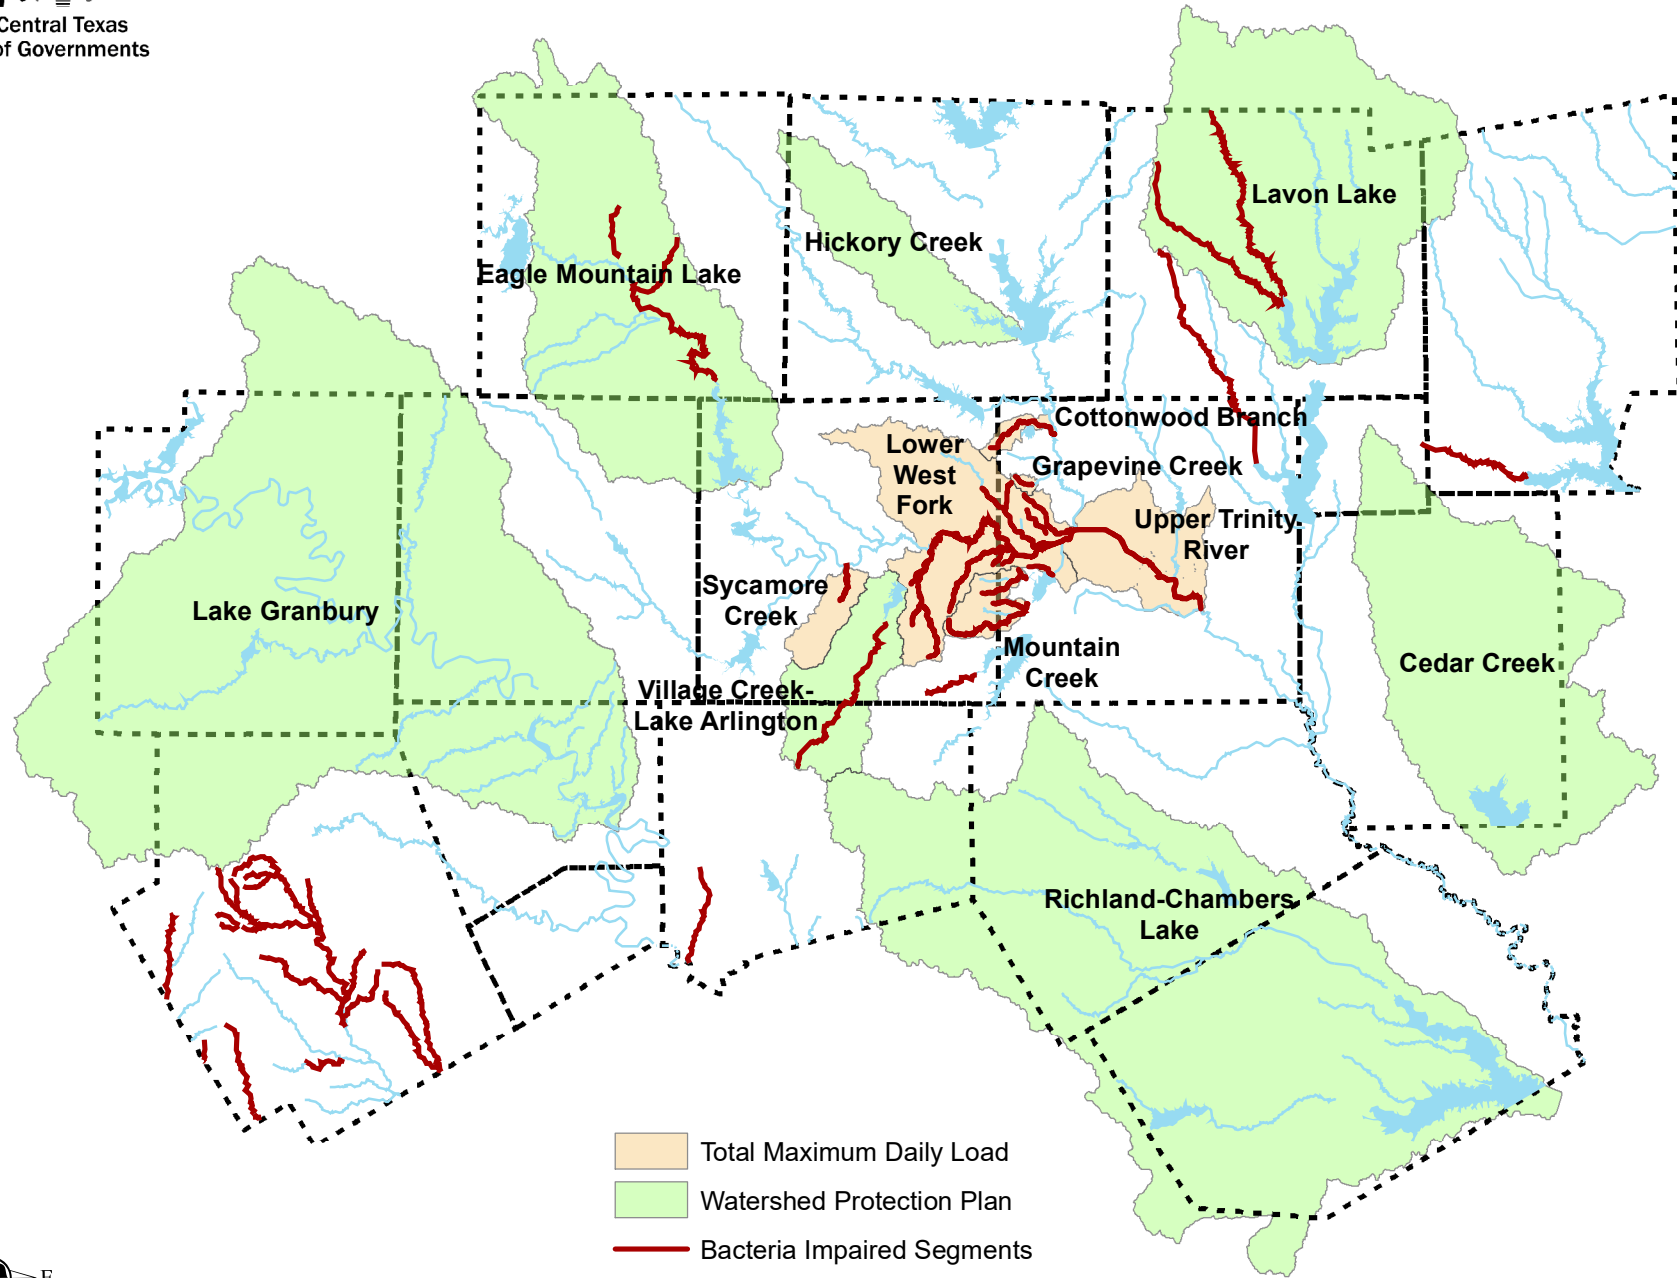 Central Texas
of Governments
Lavon Lake
Hickory Creek
Eagle Mountain Lake
Cottonwood Branch
Lower
West
Fork
Grapevine Creek
Upper Trinity
River
Sycamore
Creek
Lake Granbury
Mountain
Creek
Cedar Creek
Village Creek-
Lake Arlington
Richland-Chambers
Lake
Total Maximum Daily Load
Watershed Protection Plan
Bacteria Impaired Segments
E